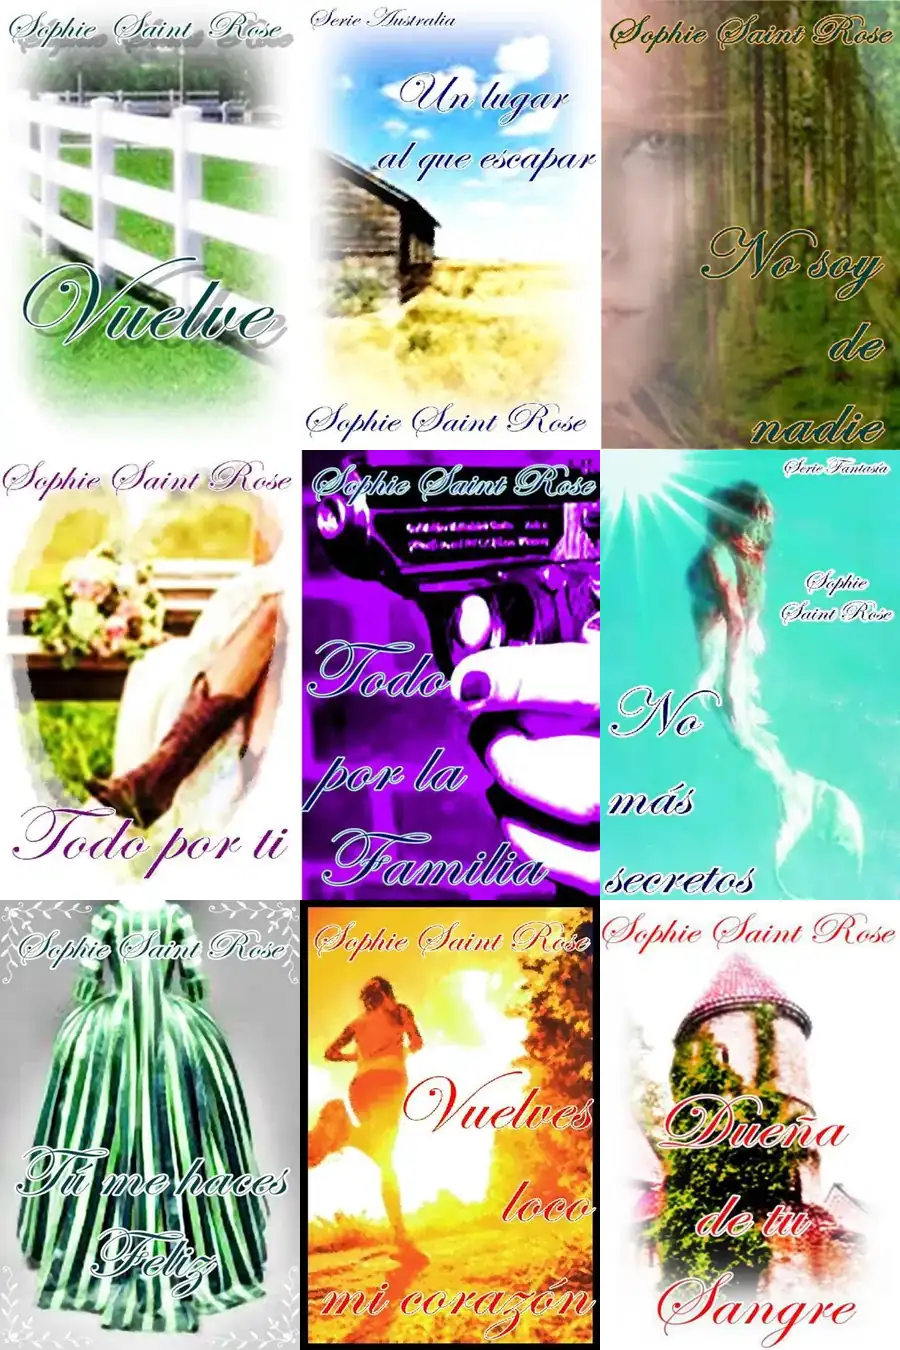 Sophie Saint Rose
Vuelve
Serie Australia
Un lugar
al que escapar
Sophie Saint Rose
Sophie Saint Rose
No soy
de
nadie
Sophie Saint Rose
Todo por ti
Sophie Saint Rose
Todo
por la
Familia
Serie Fantasía
Sophie
Saint Rose
No
más
secretos
Sophie Saint Rose
Tú me haces
Feliz
Sophie Saint Rose
Vuelves
loco
mi corazón
Sophie Saint Rose
Dueña
de tu
Sangre